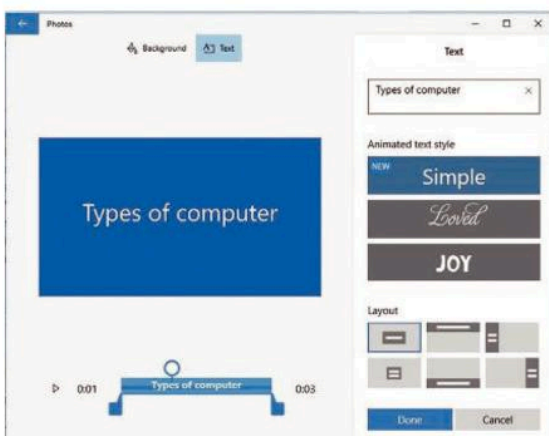 Photos
Background Text
Text
Types of computer
Animated text style
NEW
Simple
Loved
JOY
Types of computer
Layout
0:01 Types of computer 0:03
Done Cancel